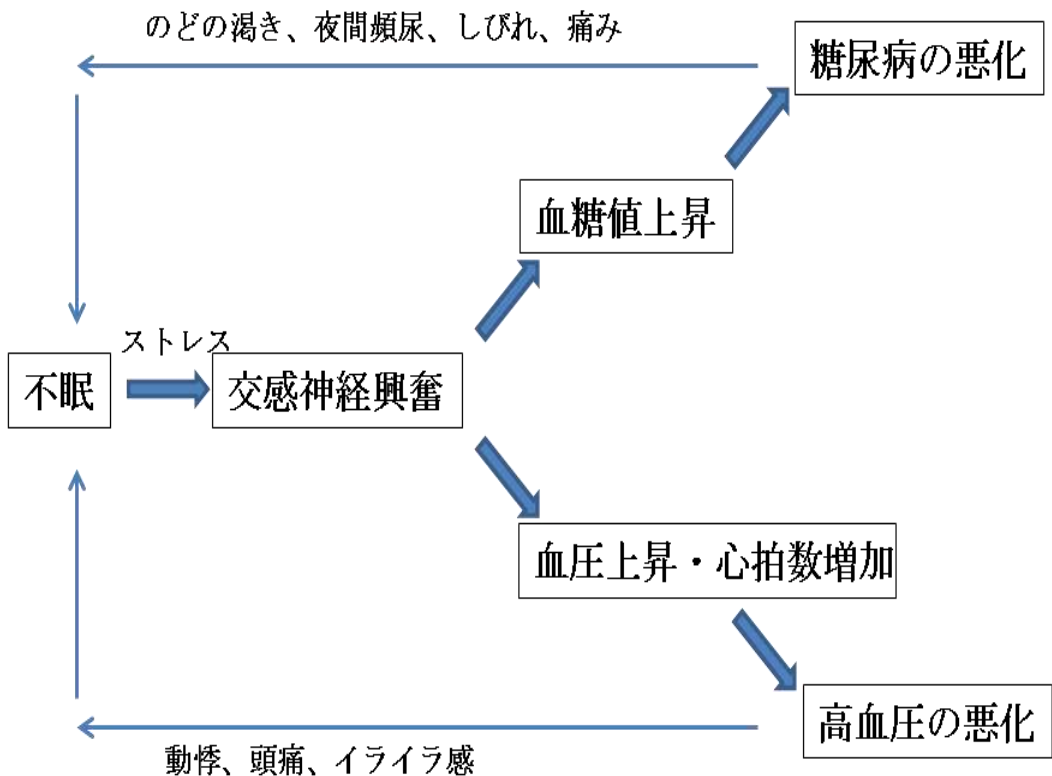 のどの渇き、夜間頻尿、しびれ、痛み
糖尿病の悪化
血糖値上昇
ストレス
不眠
交感神経興奮
血圧上昇・心拍数増加
高血圧の悪化
動悸、頭痛、イライラ感